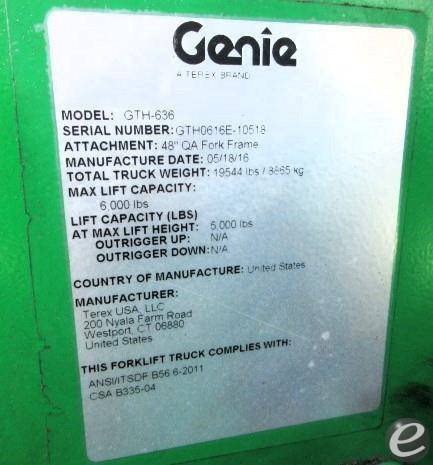 Genie
A TEREX BRAND
MODEL: GTH-636
SERIAL NUMBER: GTH0616E-10518
ATTACHMENT: 48" QA Fork Frame
MANUFACTURE DATE: 05/18/16
TOTAL TRUCK WEIGHT: 19544 lbs / 8865 kg
MAX LIFT CAPACITY:
6,000 lbs
LIFT CAPACITY (LBS)
AT MAX LIFT HEIGHT: 5,000 lbs
OUTRIGGER UP: N/A
OUTRIGGER DOWN: N/A
COUNTRY OF MANUFACTURE: United States
MANUFACTURER:
Terex USA, LLC
200 Nyala Farm Road
Westport, CT 06880
United States
THIS FORKLIFT TRUCK COMPLIES WITH:
ANSI/ITSDF B56.6-2011
CSA B335-04
e